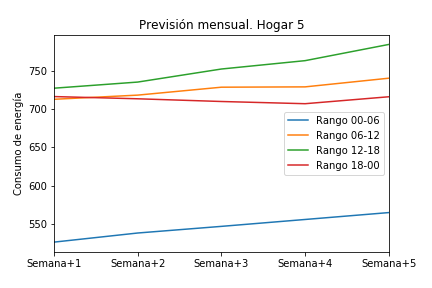 Previsión mensual. Hogar 5
Consumo de energía
750
700
650
600
550
Rango 00-06
Rango 06-12
Rango 12-18
Rango 18-00
Semana+1 Semana+2 Semana+3 Semana+4 Semana+5